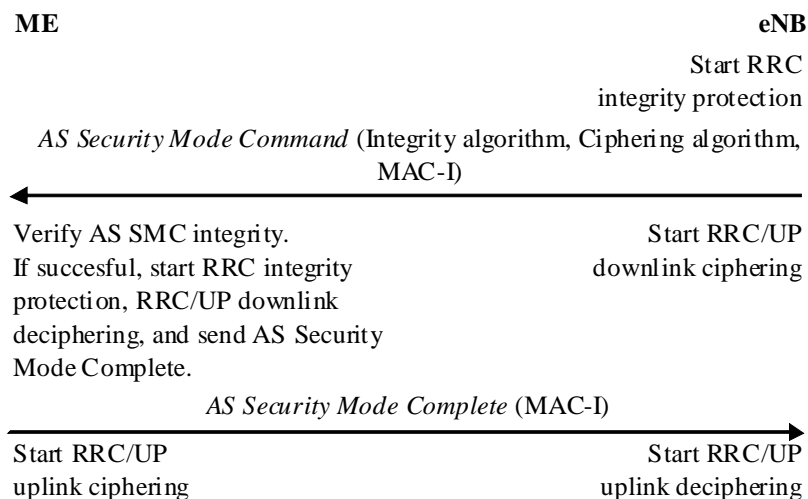 ME eNB
Start RRC
integrity protection
AS Security Mode Command (Integrity algorithm, Ciphering algorithm,
MAC-I)
Verify AS SMC integrity.
If succesful, start RRC integrity
protection, RRC/UP downlink
deciphering, and send AS Security
Mode Complete.
Start RRC/UP
downlink ciphering
AS Security Mode Complete (MAC-I)
Start RRC/UP
uplink ciphering
Start RRC/UP
uplink deciphering